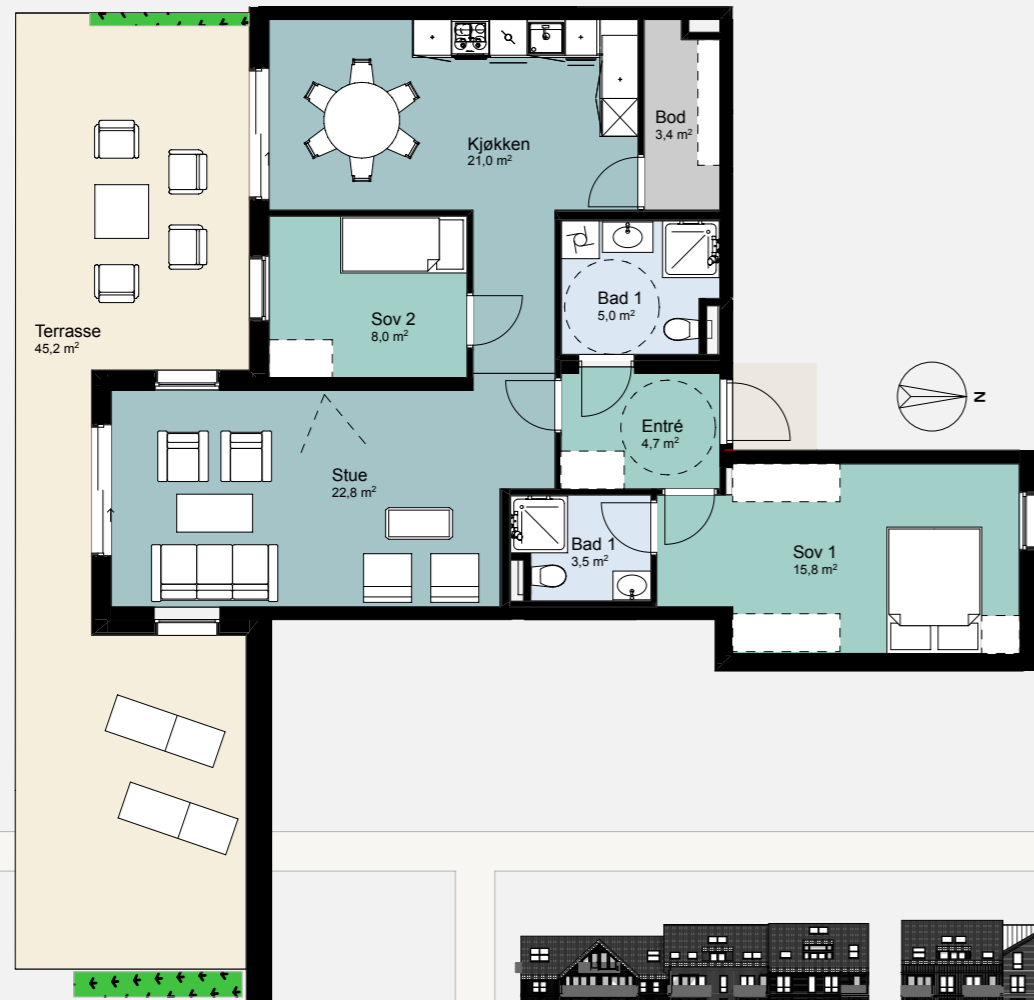 Kjøkken
21,0 m²
Bod
3,4 m²
Bad 1
5,0 m²
Sov 2
8,0 m²
Terrasse
45,2 m²
Entré
4,7 m²
N
Stue
22,8 m²
Bad 1
3,5 m²
Sov 1
15,8 m²